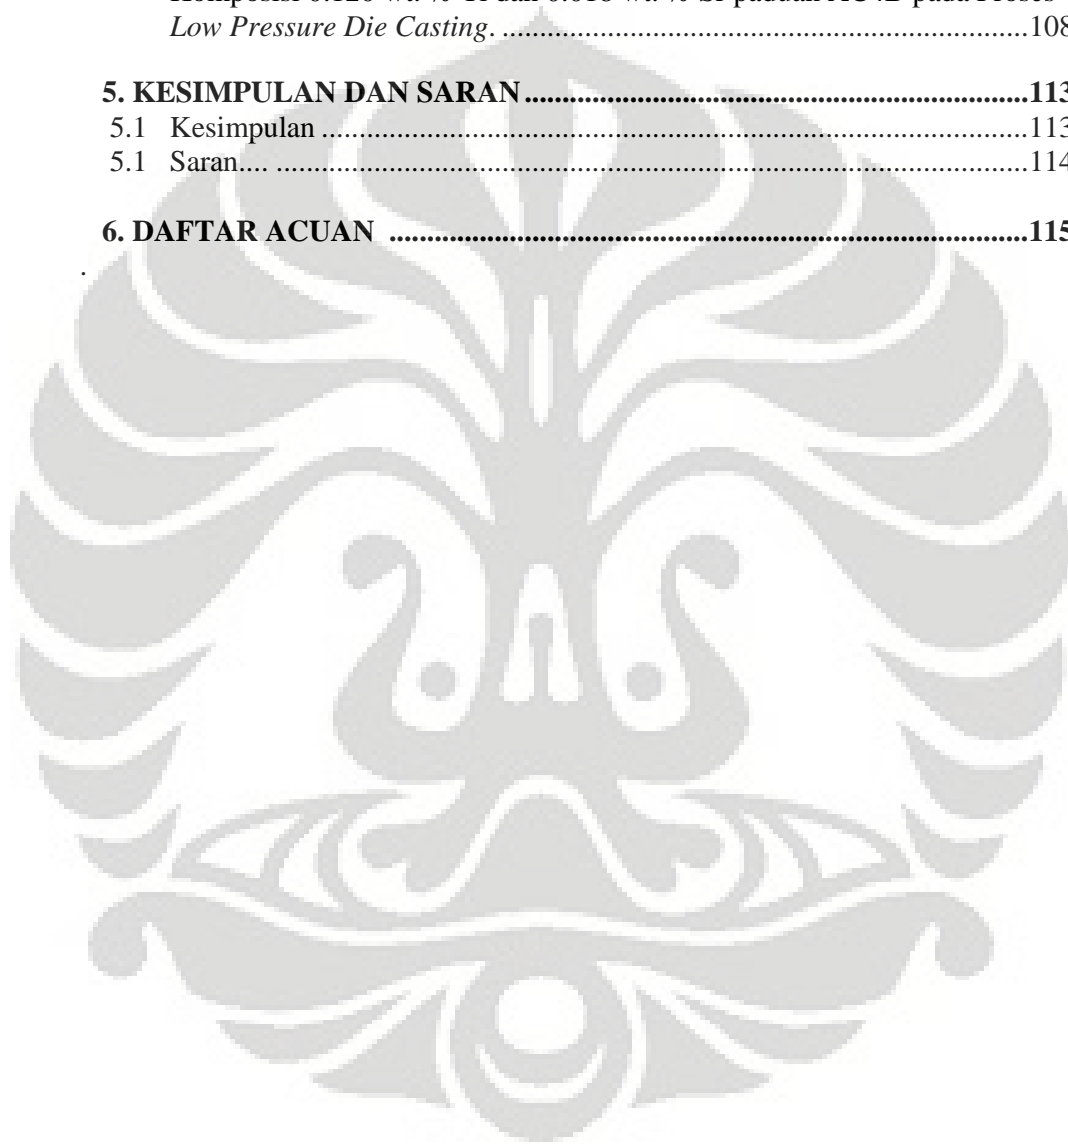 Low Pressure Die Casting. ................................................................................108
5. KESIMPULAN DAN SARAN.................................................................113
5.1 Kesimpulan ...........................................................................................113
5.1 Saran.... .................................................................................................114
6. DAFTAR ACUAN ..................................................................................115
.